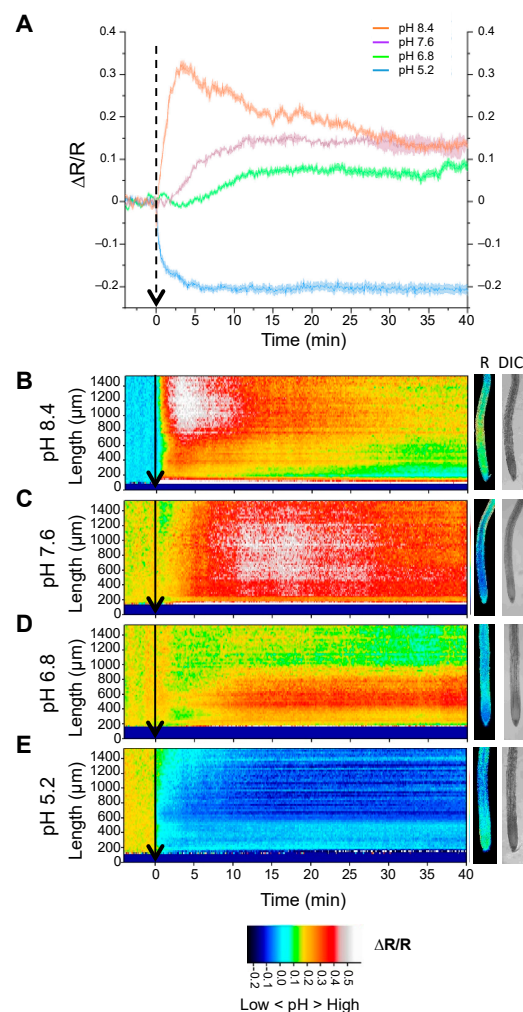 A
pH 8.4
pH 7.6
pH 6.8
pH 5.2
0.4
0.3
0.2
0.1
0
−0.1
−0.2
0.4
0.3
0.2
0.1
0
−0.1
−0.2
ΔR/R
0 5 10 15 20 25 30 35 40
Time (min)
R DIC
B
pH 8.4
Length (µm)
1400
1200
1000
800
600
400
200
0
C
pH 7.6
Length (µm)
1400
1200
1000
800
600
400
200
0
D
pH 6.8
Length (µm)
1400
1200
1000
800
600
400
200
0
E
pH 5.2
Length (µm)
1400
1200
1000
800
600
400
200
0
0 5 10 15 20 25 30 35 40
Time (min)
ΔR/R
-0.2 -0.1 0.0 0.1 0.2 0.3 0.4 0.5
Low < pH > High